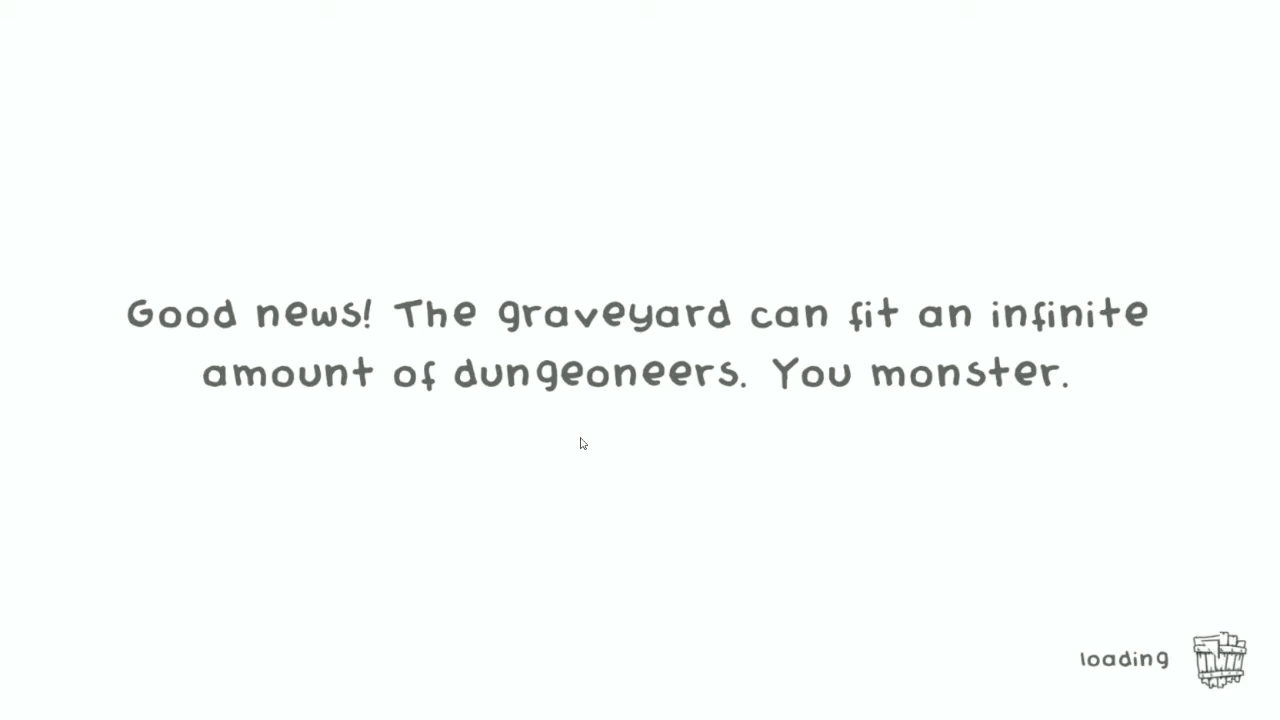 Good news! The graveyard can fit an infinite
amount of dungeoneers. You monster.
loading